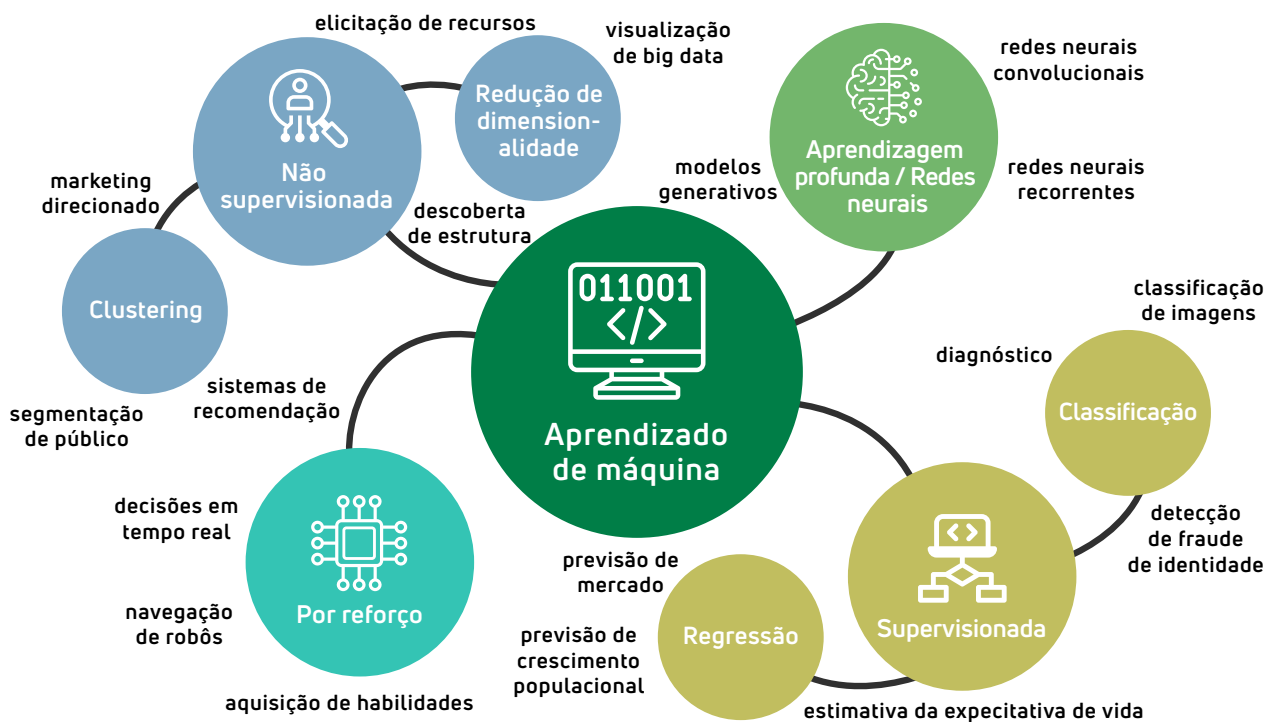 elicitação de recursos
visualização
de big data
Redução de
dimension-
alidade
Não
supervisionada
marketing
direcionado
descoberta
de estrutura
Clustering
segmentação
de público
redes neurais
convolucionais
Aprendizagem
profunda / Redes
neurais
modelos
generativos
redes neurais
recorrentes
011001
</>
Aprendizado
de máquina
classificação
de imagens
diagnóstico
Classificação
detecção
de fraude
de identidade
sistemas de
recomendação
decisões em
tempo real
Por reforço
navegação
de robôs
aquisição de habilidades
previsão de
mercado
Regressão
previsão de
crescimento
populacional
< >
Supervisionada
estimativa da expecitativa de vida